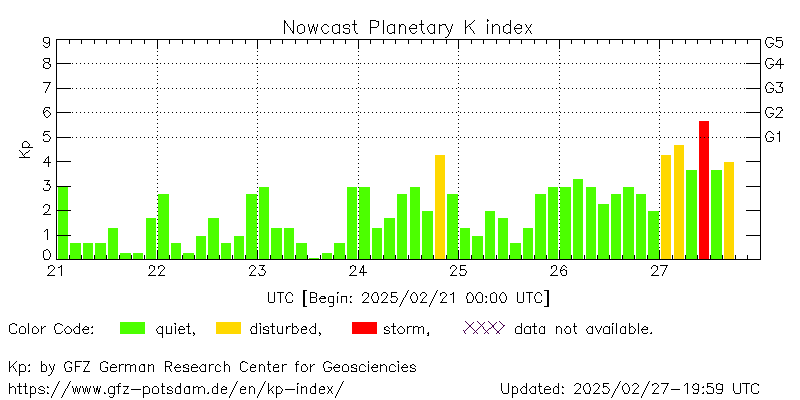 Nowcast Planetary K index
9 G5
8 G4
7 G3
6 G2
5 G1
4
3
2
1
0
Kp
21 22 23 24 25 26 27
UTC [Begin: 2025/02/21 00:00 UTC]
Color Code: quiet, disturbed, storm, data not available.
Kp: by GFZ German Research Center for Geosciencies
https://www.gfz-potsdam.de/en/kp-index/ Updated: 2025/02/27-19:59 UTC